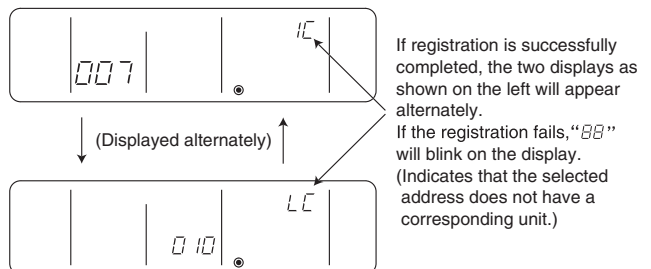 IC
007
(Displayed alternately)
LC
010
If registration is successfully
completed, the two displays as
shown on the left will appear
alternately.
If the registration fails,“88”
will blink on the display.
(Indicates that the selected
address does not have a
corresponding unit.)